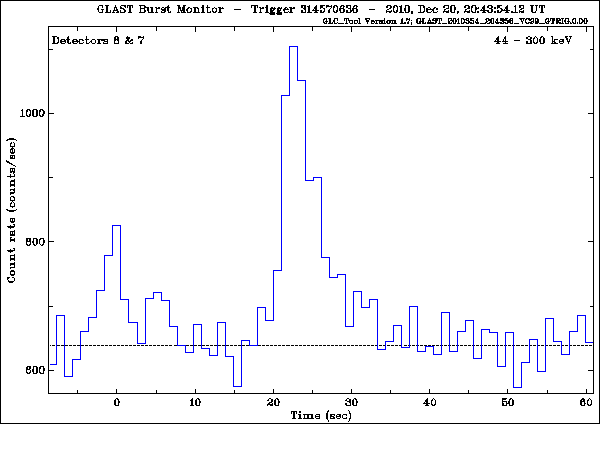 GLAST Burst Monitor - Trigger 314570636 - 2010, Dec 20, 20:43:54.12 UT
GLC_Tool Version 1.7; GLAST_2010354_204356_VC09_GTRIG.0.00
Detectors 8 & 7
44 - 300 keV
Count rate (counts/sec)
1000
800
600
0 10 20 30 40 50 60
Time (sec)